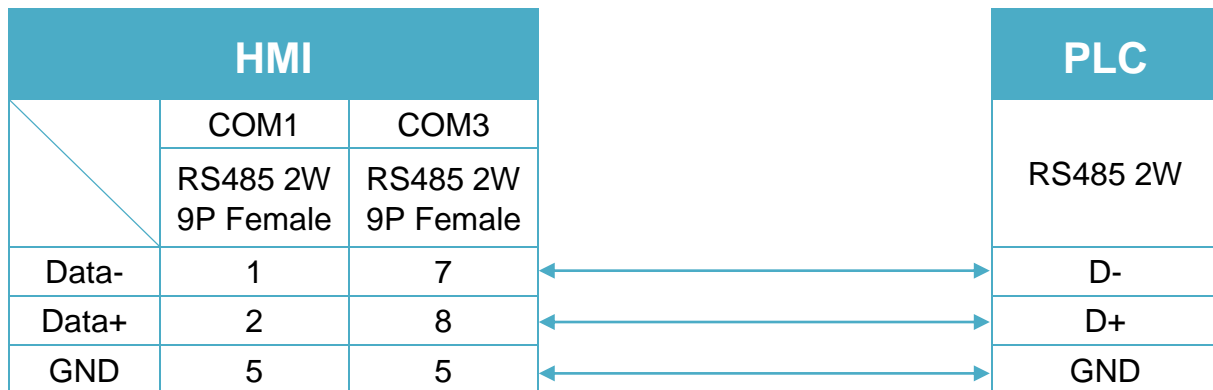 HMI PLC
COM1 COM3
RS485 2W RS485 2W RS485 2W
9P Female 9P Female
Data- 1 7 D-
Data+ 2 8 D+
GND 5 5 GND